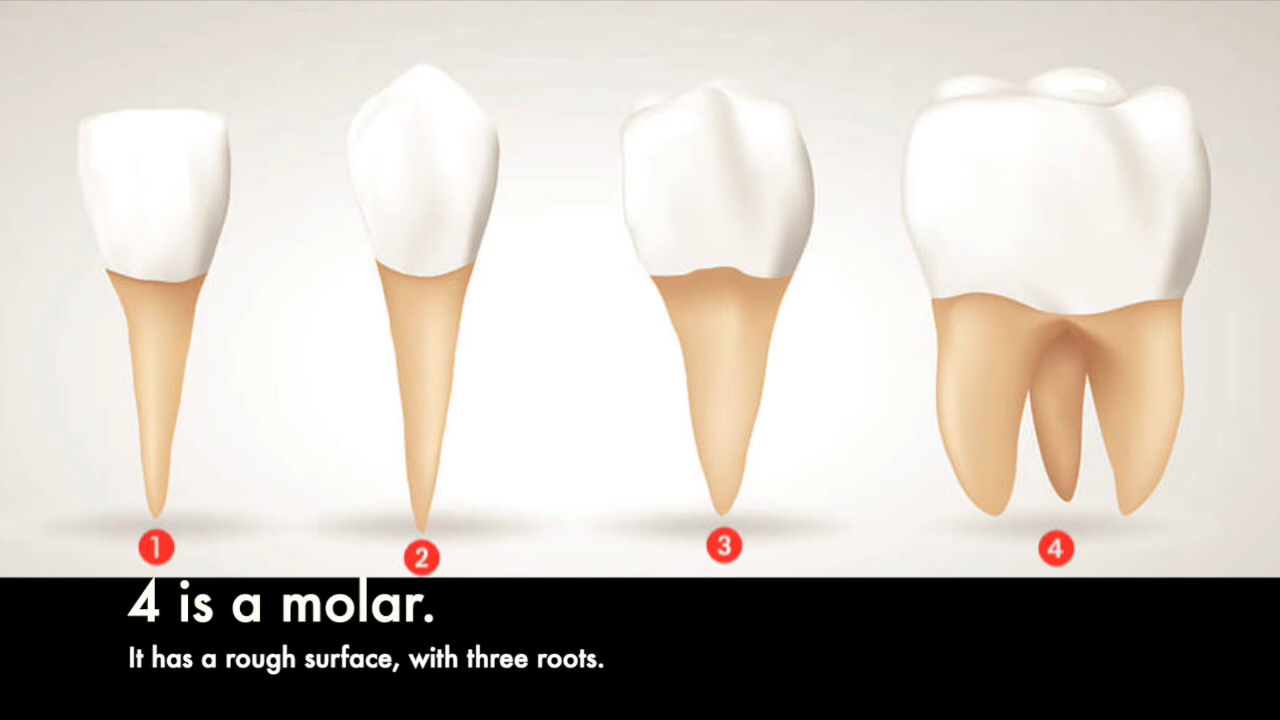 1
2
3
4
4 is a molar.
It has a rough surface, with three roots.